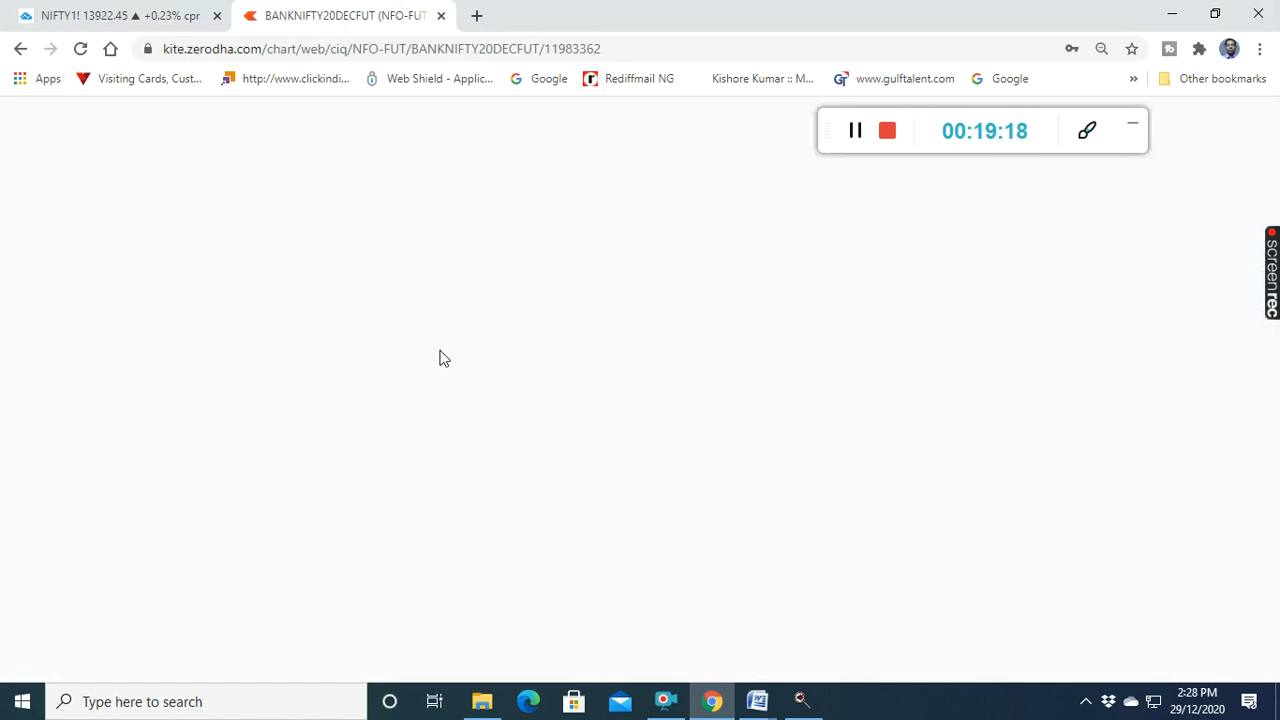 NIFTY1! 13922.45 ▲ +0.23% cpr
BANKNIFTY20DECFUT (NFO-FUT
kite.zerodha.com/chart/web/ciq/NFO-FUT/BANKNIFTY20DECFUT/11983362
Apps Visiting Cards, Cust... http://www.clickindi... Web Shield - Applic... Google Rediffmail NG Kishore Kumar :: M... www.gulftalent.com Google » Other bookmarks
00:19:18
screenrec
Type here to search
2:28 PM
29/12/2020